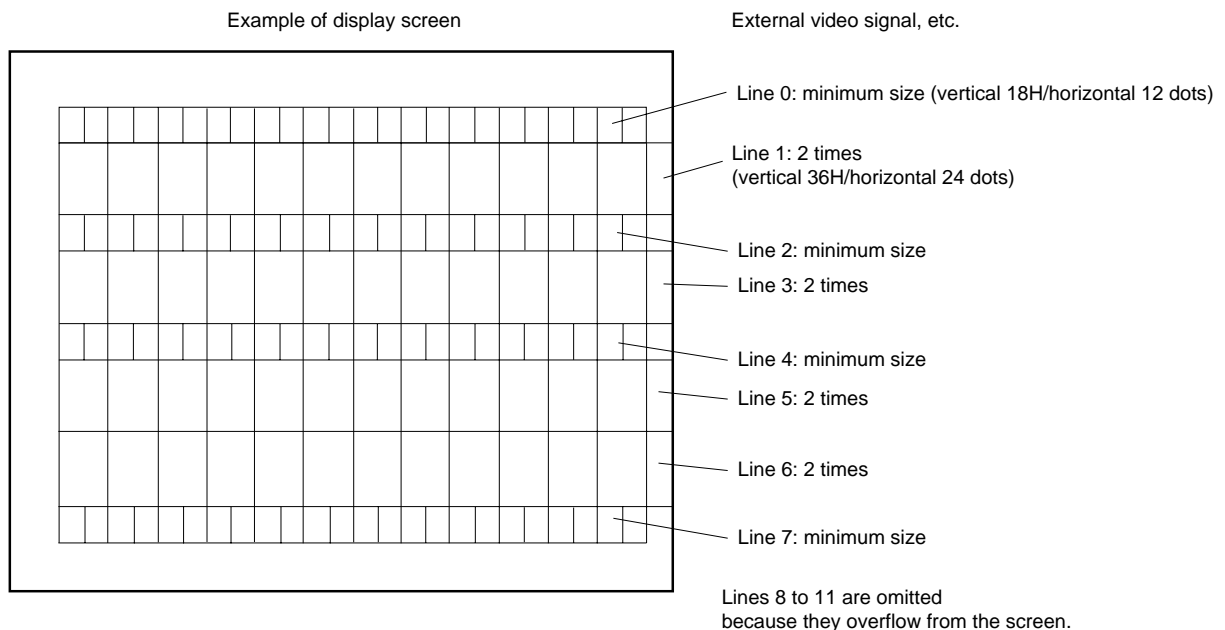 Example of display screen
External video signal, etc.
Line 0: minimum size (vertical 18H/horizontal 12 dots)
Line 1: 2 times
(vertical 36H/horizontal 24 dots)
Line 2: minimum size
Line 3: 2 times
Line 4: minimum size
Line 5: 2 times
Line 6: 2 times
Line 7: minimum size
Lines 8 to 11 are omitted
because they overflow from the screen.